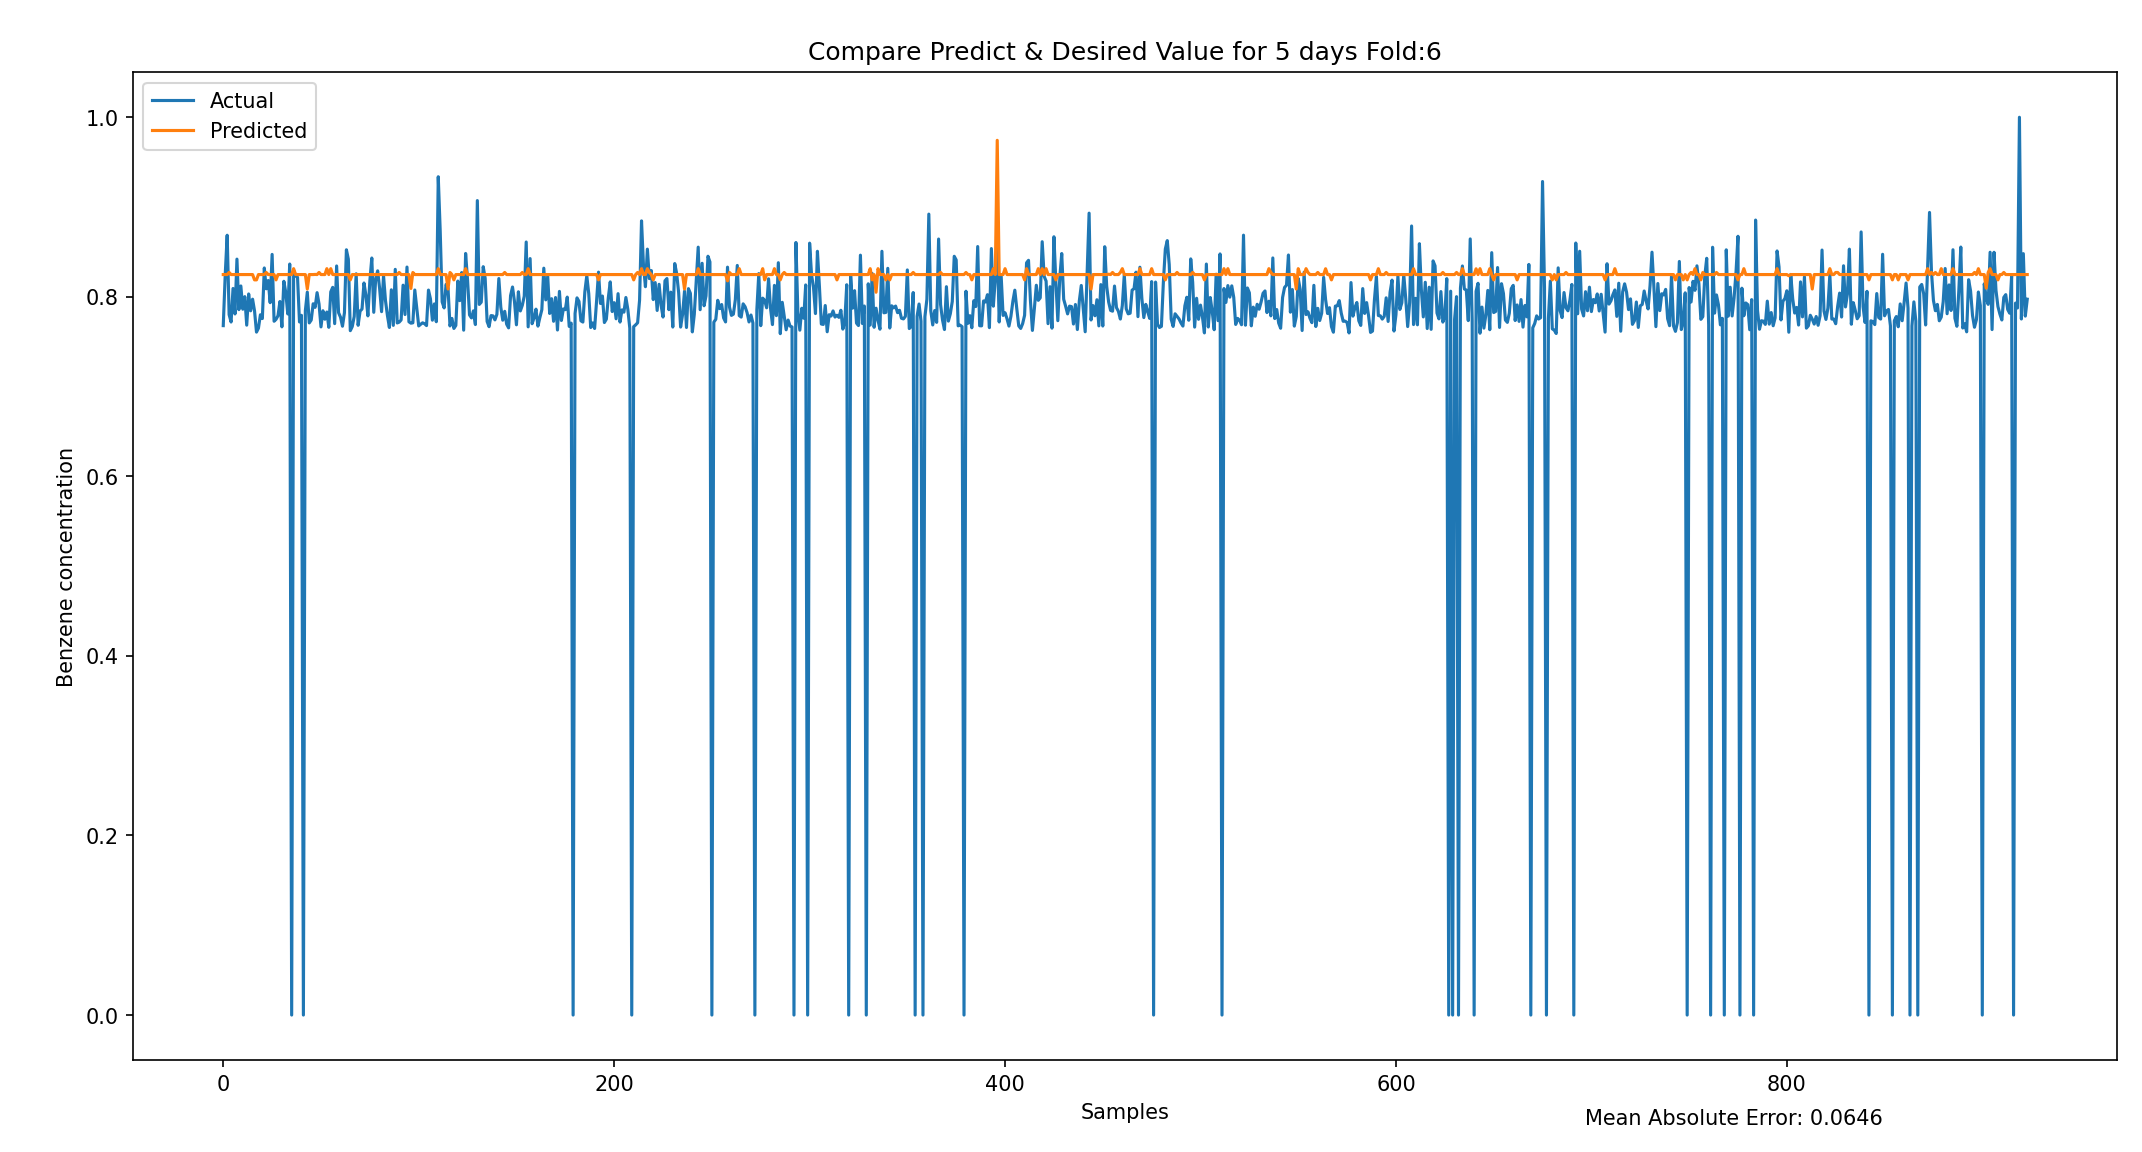 Compare Predict & Desired Value for 5 days Fold:6
Actual
Predicted
1.0
0.8
0.6
0.4
0.2
0.0
Benzene concentration
0 200 400 600 800
Samples
Mean Absolute Error: 0.0646